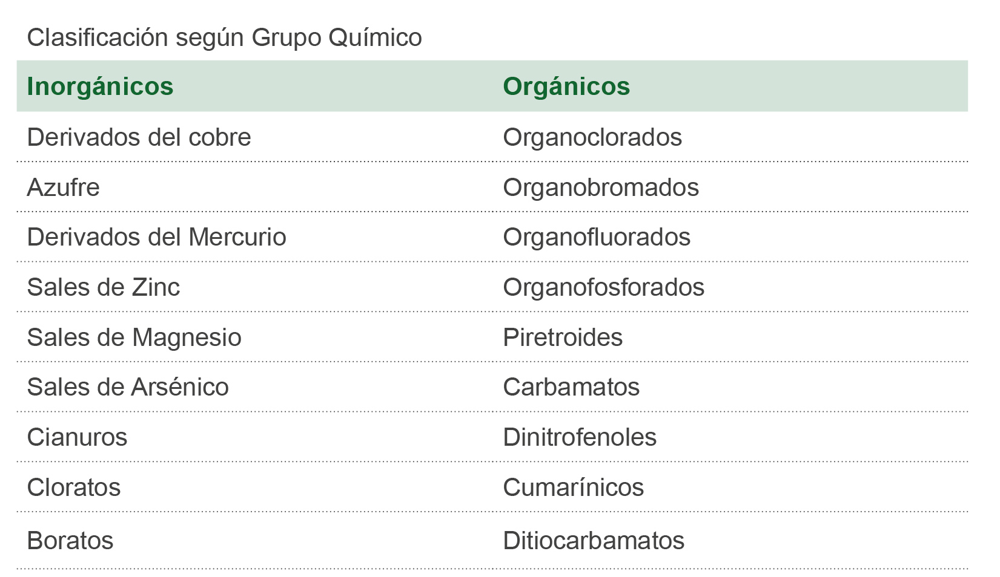 Clasificación según Grupo Químico
Inorgánicos Orgánicos
Derivados del cobre Organoclorados
Azufre Organobromados
Derivados del Mercurio Organofluorados
Sales de Zinc Organofosforados
Sales de Magnesio Piretroides
Sales de Arsénico Carbamatos
Cianuros Dinitrofenoles
Cloratos Cumarínicos
Boratos Ditiocarbamatos